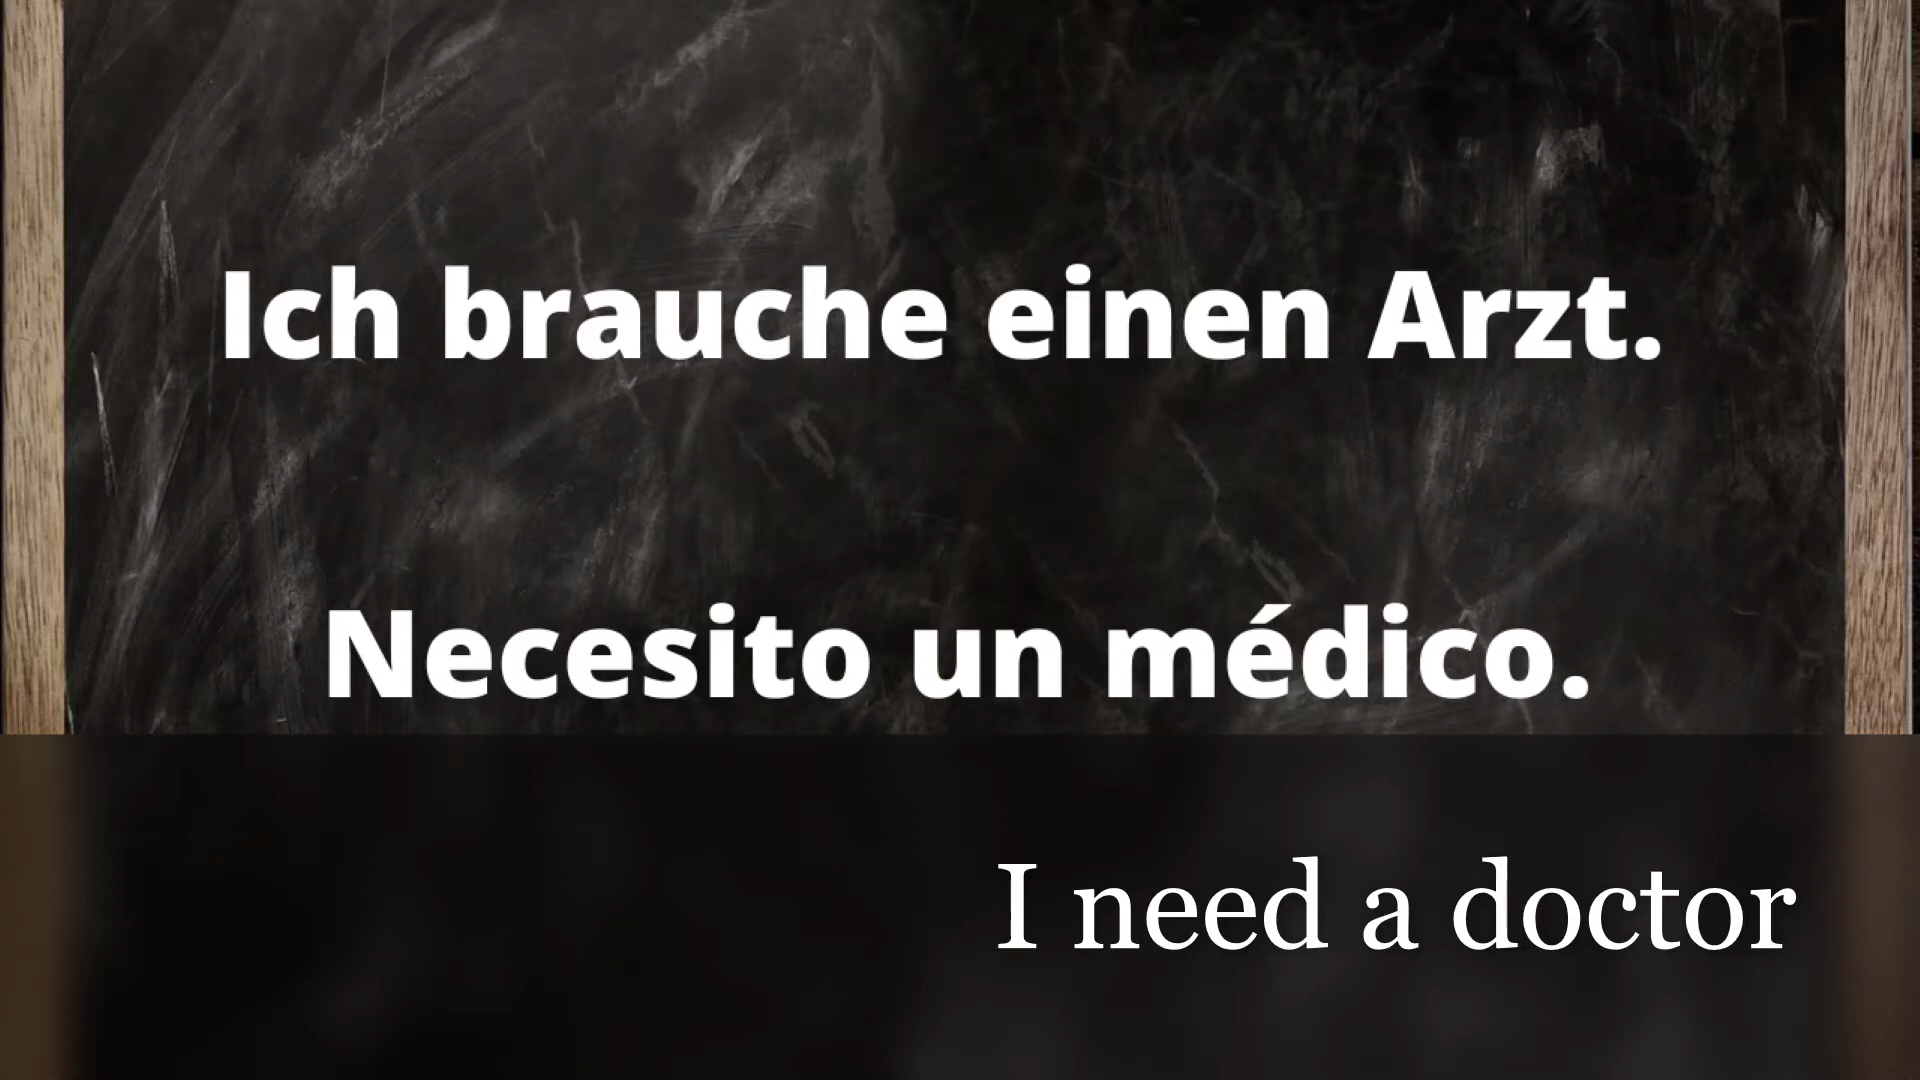 Ich brauche einen Arzt.
Necesito un médico.
I need a doctor